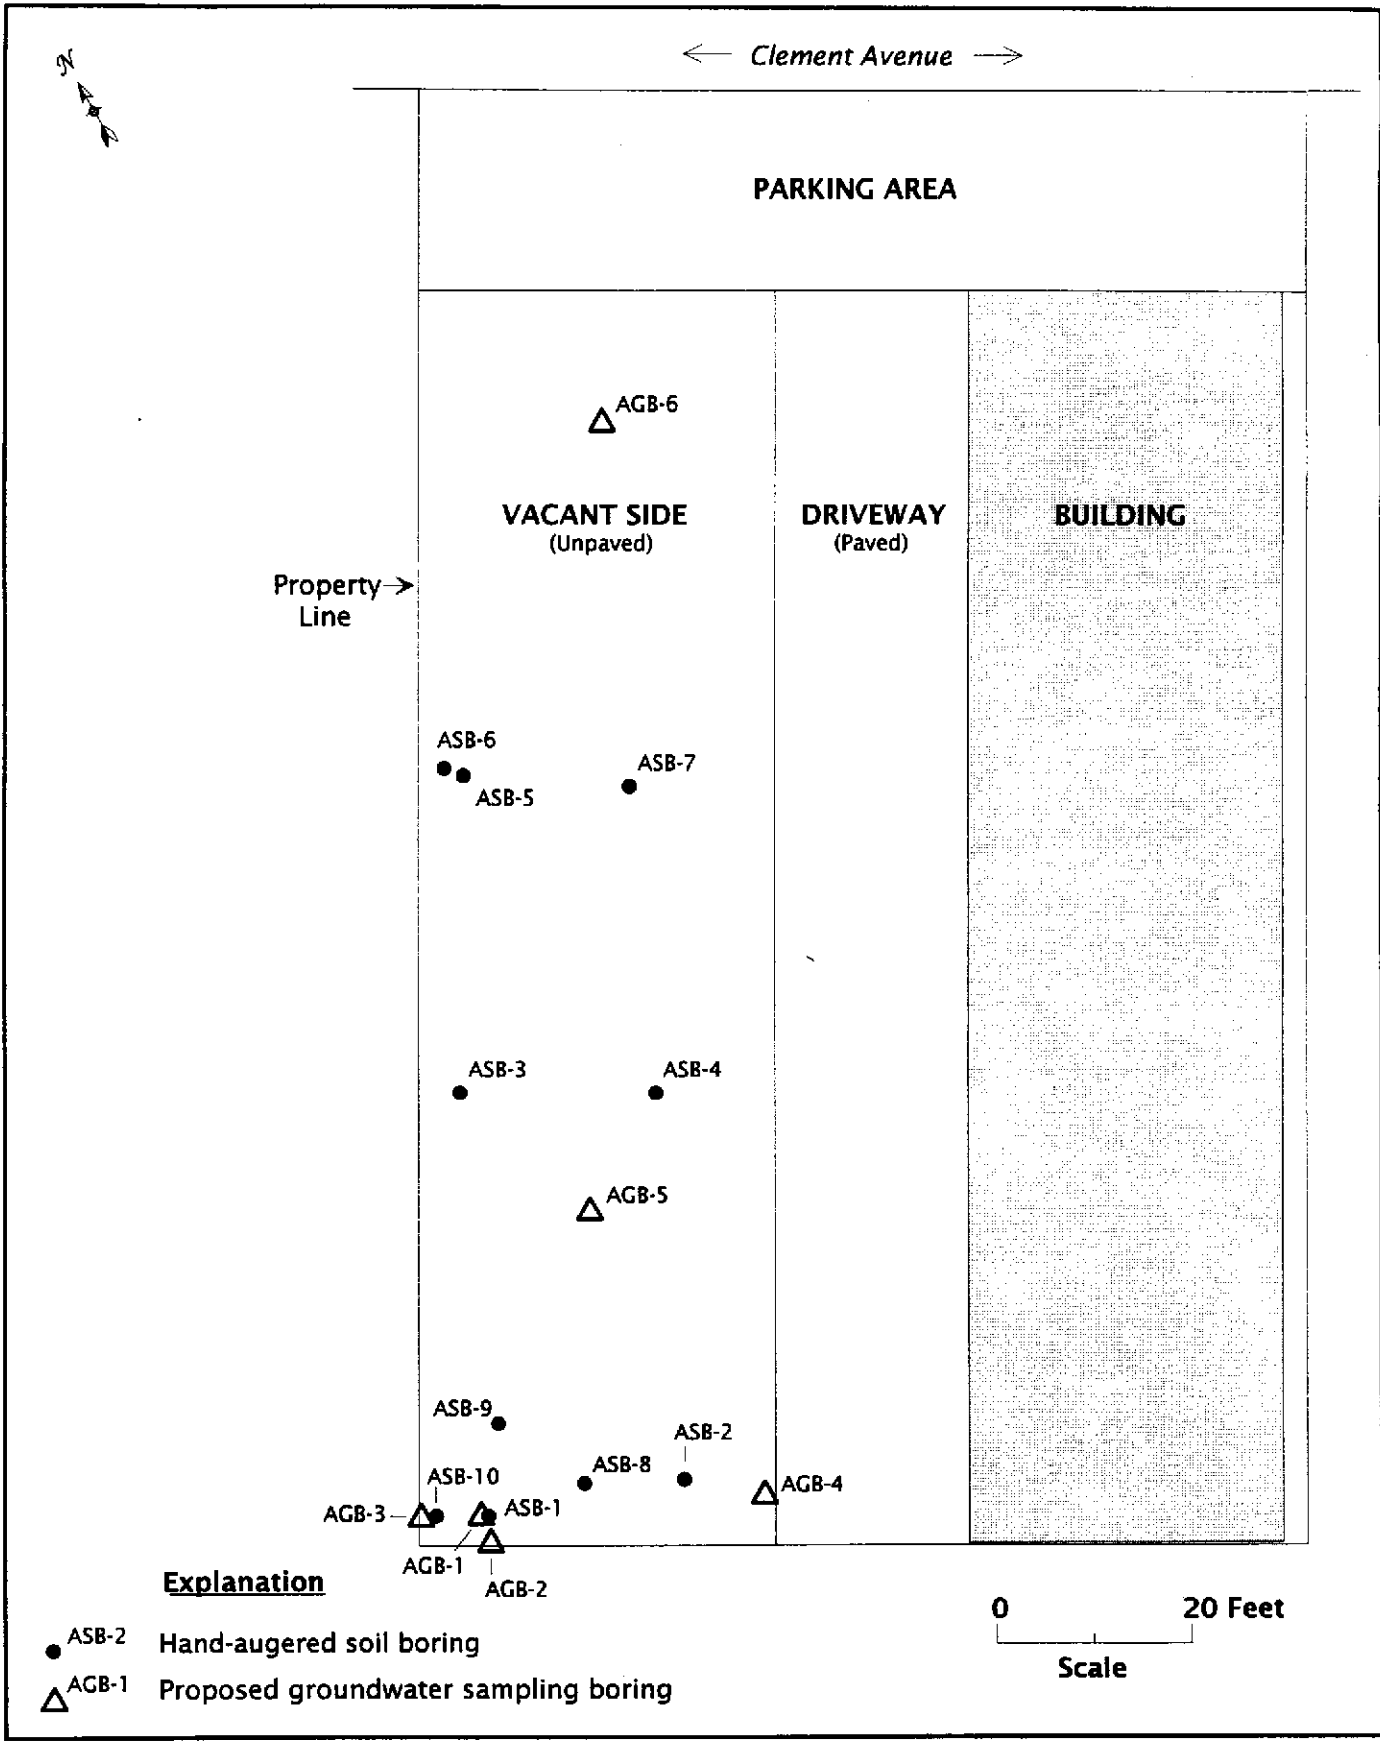 N
Clement Avenue
PARKING AREA
AGB-6
VACANT SIDE
(Unpaved)
DRIVEWAY
(Paved)
BUILDING
Property
Line
ASB-6
ASB-5
ASB-7
ASB-3
ASB-4
AGB-5
ASB-9
ASB-2
ASB-8
ASB-10
AGB-4
AGB-3
ASB-1
AGB-1
AGB-2
Explanation
ASB-2 Hand-augered soil boring
AGB-1 Proposed groundwater sampling boring
0 20 Feet
Scale